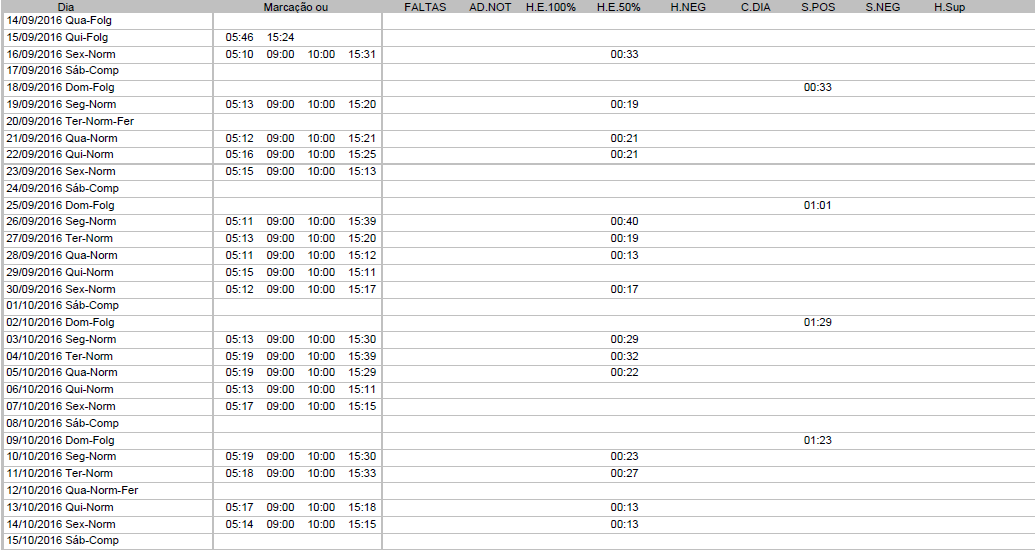 Dia Marcação ou FALTAS AD.NOT H.E.100% H.E.50% H.NEG C.DIA S.POS S.NEG H.Sup
14/09/2016 Qua-Folg
15/09/2016 Qui-Folg 05:46 15:24
16/09/2016 Sex-Norm 05:10 09:00 10:00 15:31 00:33
17/09/2016 Sáb-Comp
18/09/2016 Dom-Folg 00:33
19/09/2016 Seg-Norm 05:13 09:00 10:00 15:20 00:19
20/09/2016 Ter-Norm-Fer
21/09/2016 Qua-Norm 05:12 09:00 10:00 15:21 00:21
22/09/2016 Qui-Norm 05:16 09:00 10:00 15:25 00:21
23/09/2016 Sex-Norm 05:15 09:00 10:00 15:13
24/09/2016 Sáb-Comp
25/09/2016 Dom-Folg 01:01
26/09/2016 Seg-Norm 05:11 09:00 10:00 15:39 00:40
27/09/2016 Ter-Norm 05:13 09:00 10:00 15:20 00:19
28/09/2016 Qua-Norm 05:11 09:00 10:00 15:12 00:13
29/09/2016 Qui-Norm 05:15 09:00 10:00 15:11
30/09/2016 Sex-Norm 05:12 09:00 10:00 15:17 00:17
01/10/2016 Sáb-Comp
02/10/2016 Dom-Folg 01:29
03/10/2016 Seg-Norm 05:13 09:00 10:00 15:30 00:29
04/10/2016 Ter-Norm 05:19 09:00 10:00 15:39 00:32
05/10/2016 Qua-Norm 05:19 09:00 10:00 15:29 00:22
06/10/2016 Qui-Norm 05:13 09:00 10:00 15:11
07/10/2016 Sex-Norm 05:17 09:00 10:00 15:15
08/10/2016 Sáb-Comp
09/10/2016 Dom-Folg 01:23
10/10/2016 Seg-Norm 05:19 09:00 10:00 15:30 00:23
11/10/2016 Ter-Norm 05:18 09:00 10:00 15:33 00:27
12/10/2016 Qua-Norm-Fer
13/10/2016 Qui-Norm 05:17 09:00 10:00 15:18 00:13
14/10/2016 Sex-Norm 05:14 09:00 10:00 15:15 00:13
15/10/2016 Sáb-Comp